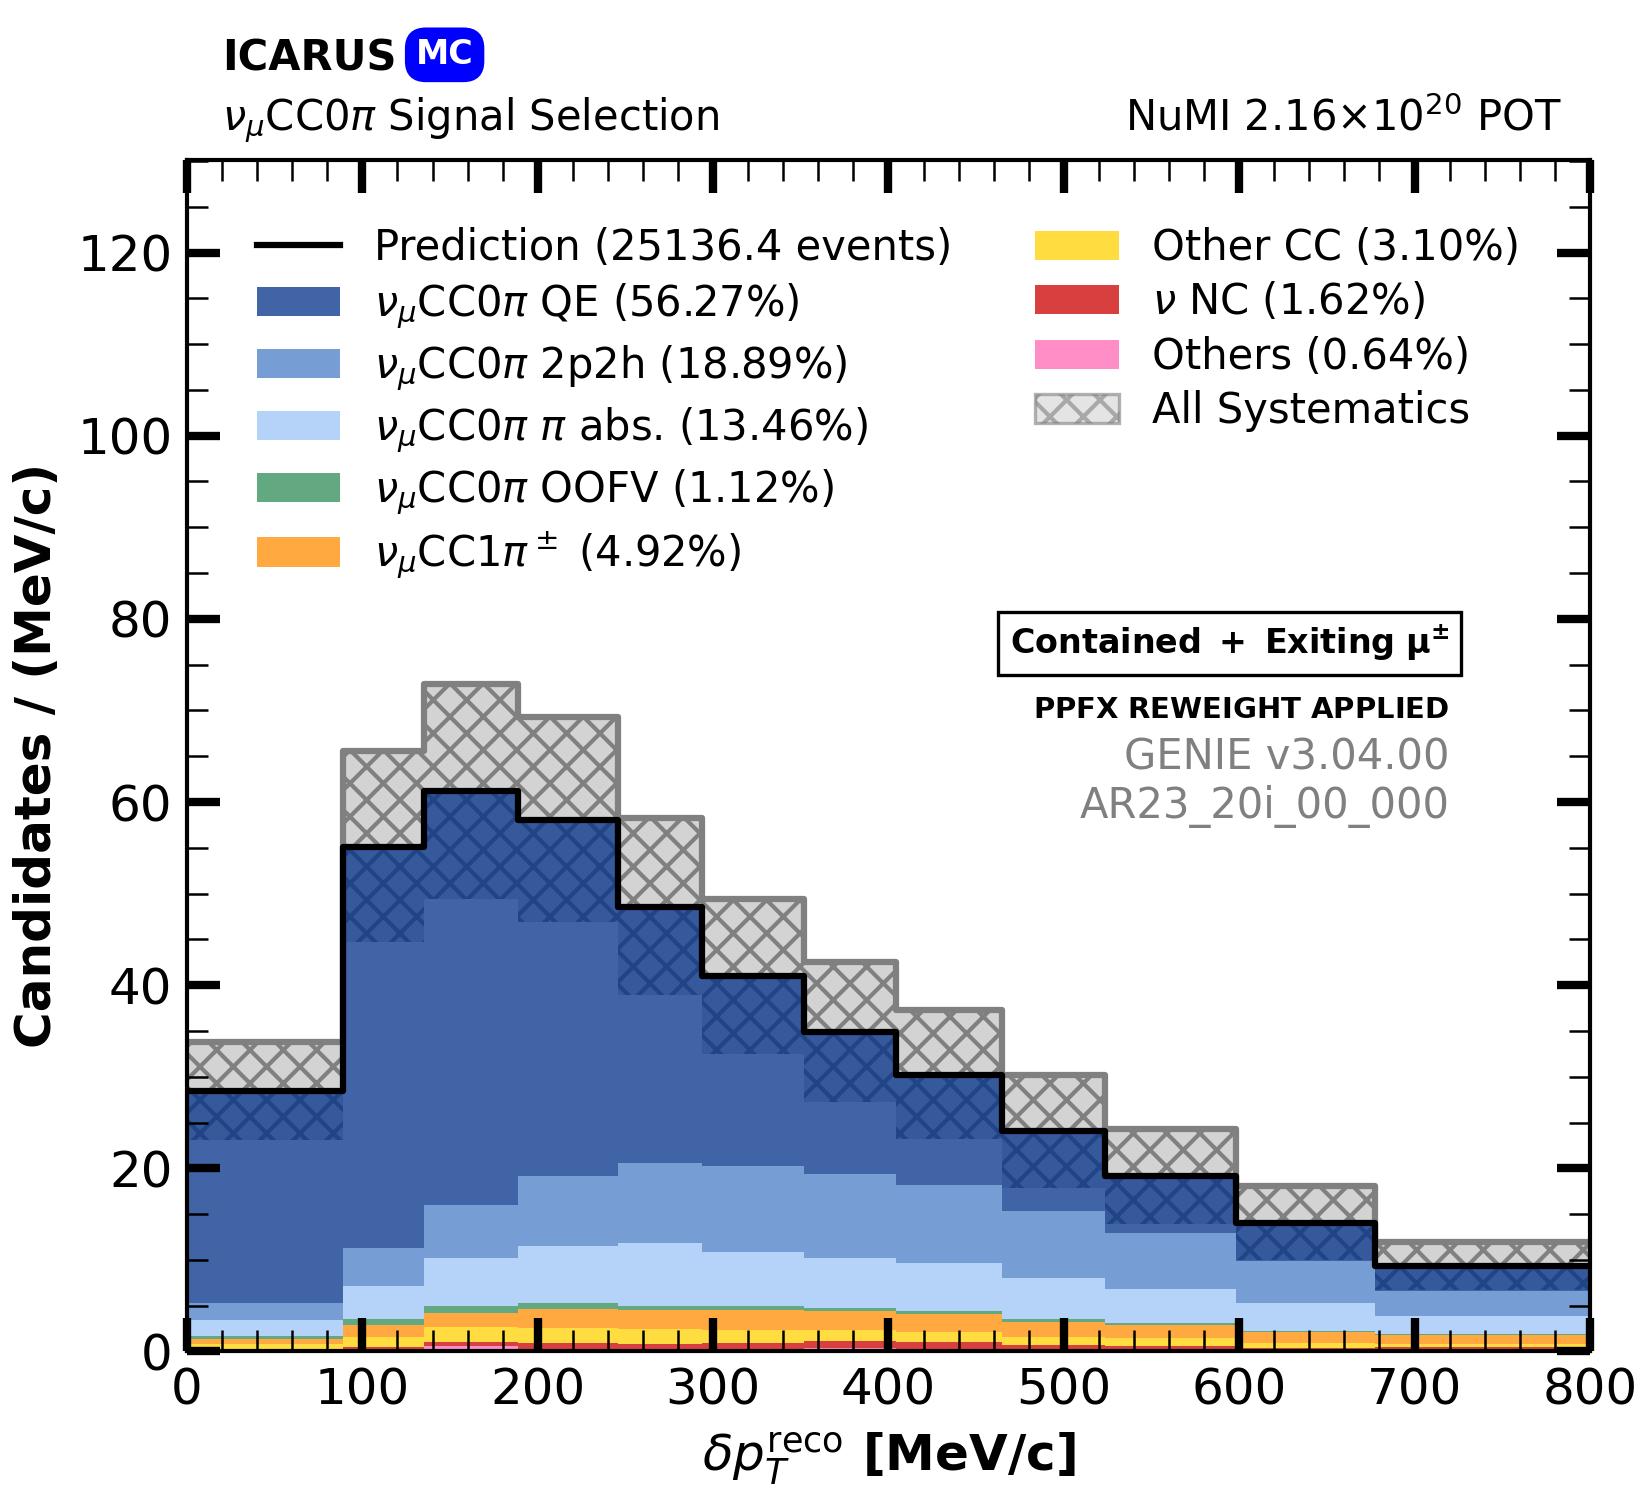 ICARUS MC
νμCC0π Signal Selection
NuMI 2.16×10²⁰ POT
Prediction (25136.4 events)
νμCC0π QE (56.27%)
νμCC0π 2p2h (18.89%)
νμCC0π π abs. (13.46%)
νμCC0π OOFV (1.12%)
νμCC1π± (4.92%)
Other CC (3.10%)
ν NC (1.62%)
Others (0.64%)
All Systematics
Contained + Exiting μ±
PPFX REWEIGHT APPLIED
GENIE v3.04.00
AR23_20i_00_000
Candidates / (MeV/c)
120
100
80
60
40
20
0
0 100 200 300 400 500 600 700 800
δp_T^reco [MeV/c]